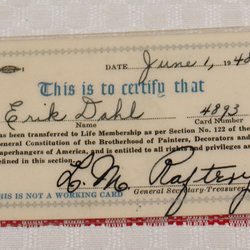 DATE June 1, 194
This is to certify that
Erik Dahl 4893
Card Number
has been transferred to Life Membership as per Section No. 122 of the
General Constitution of the Brotherhood of Painters, Decorators and
Paperhangers of America, and is entitled to all rights and privileges as
defined in this section.
L. M. Raftery
General Secretary-Treasurer
THIS IS NOT A WORKING CARD